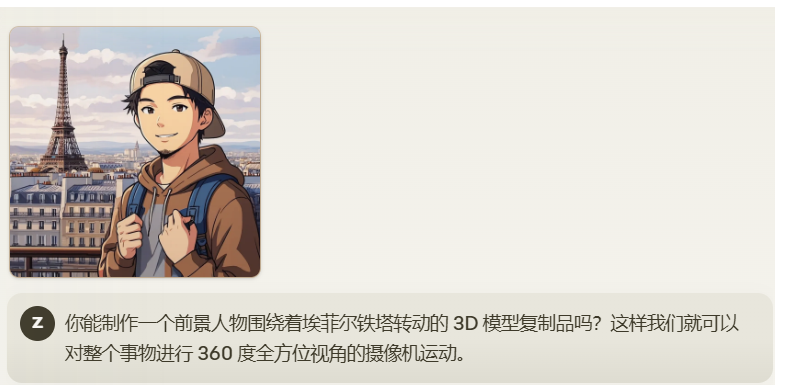 Z
你能制作一个前景人物围绕着埃菲尔铁塔转动的 3D 模型复制品吗？这样我们就可以
对整个事物进行 360 度全方位视角的摄像机运动。